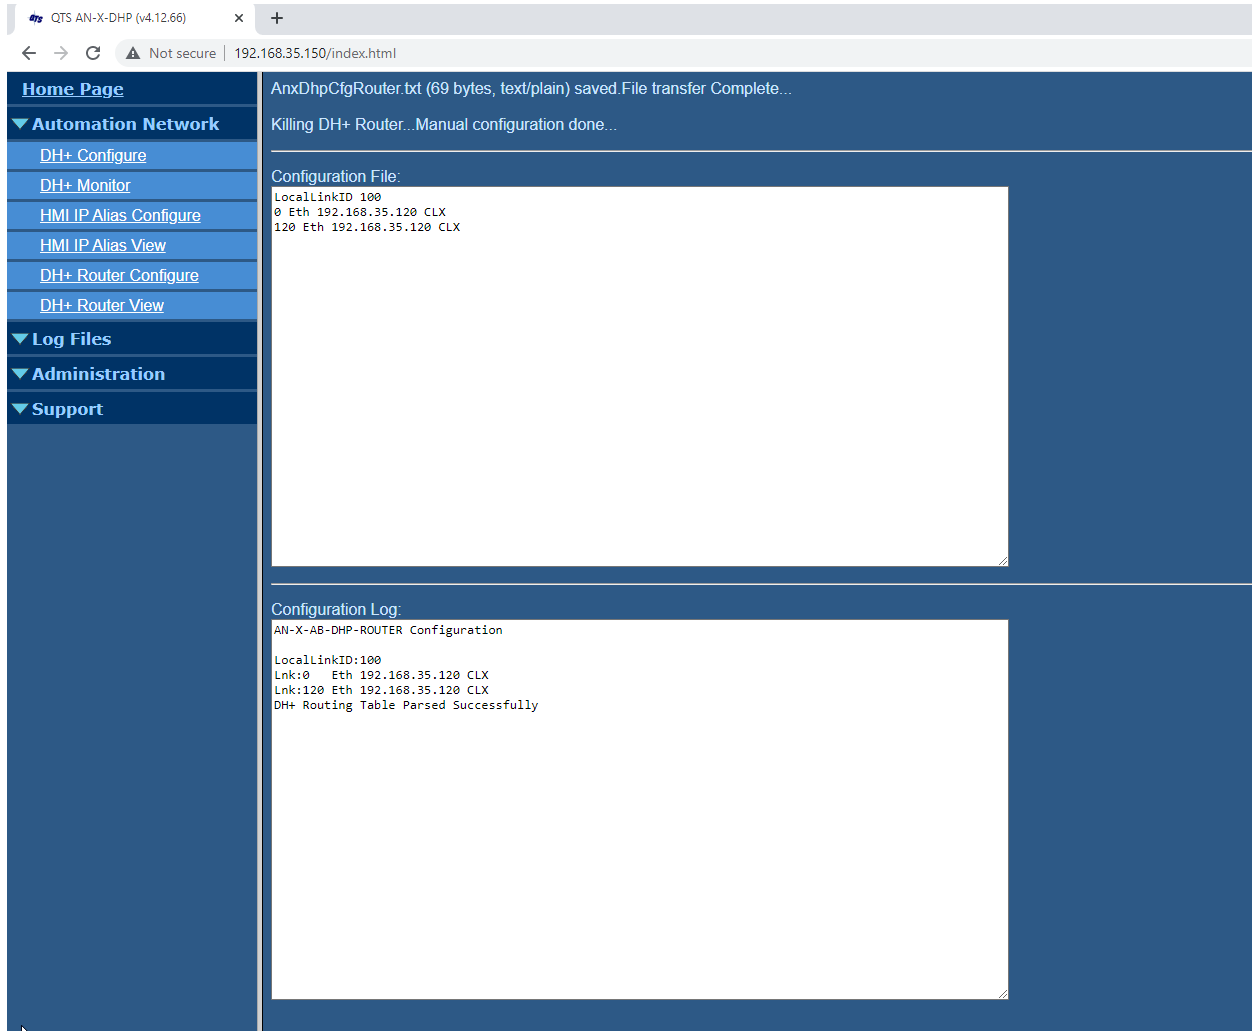 QTS AN-X-DHP (v4.12.66)
Not secure | 192.168.35.150/index.html
Home Page
Automation Network
DH+ Configure
DH+ Monitor
HMI IP Alias Configure
HMI IP Alias View
DH+ Router Configure
DH+ Router View
Log Files
Administration
Support
AnxDhpCfgRouter.txt (69 bytes, text/plain) saved.File transfer Complete...
Killing DH+ Router...Manual configuration done...
Configuration File:
LocalLinkID 100
0 Eth 192.168.35.120 CLX
120 Eth 192.168.35.120 CLX
Configuration Log:
AN-X-AB-DHP-ROUTER Configuration
LocalLinkID:100
Lnk:0   Eth 192.168.35.120 CLX
Lnk:120 Eth 192.168.35.120 CLX
DH+ Routing Table Parsed Successfully